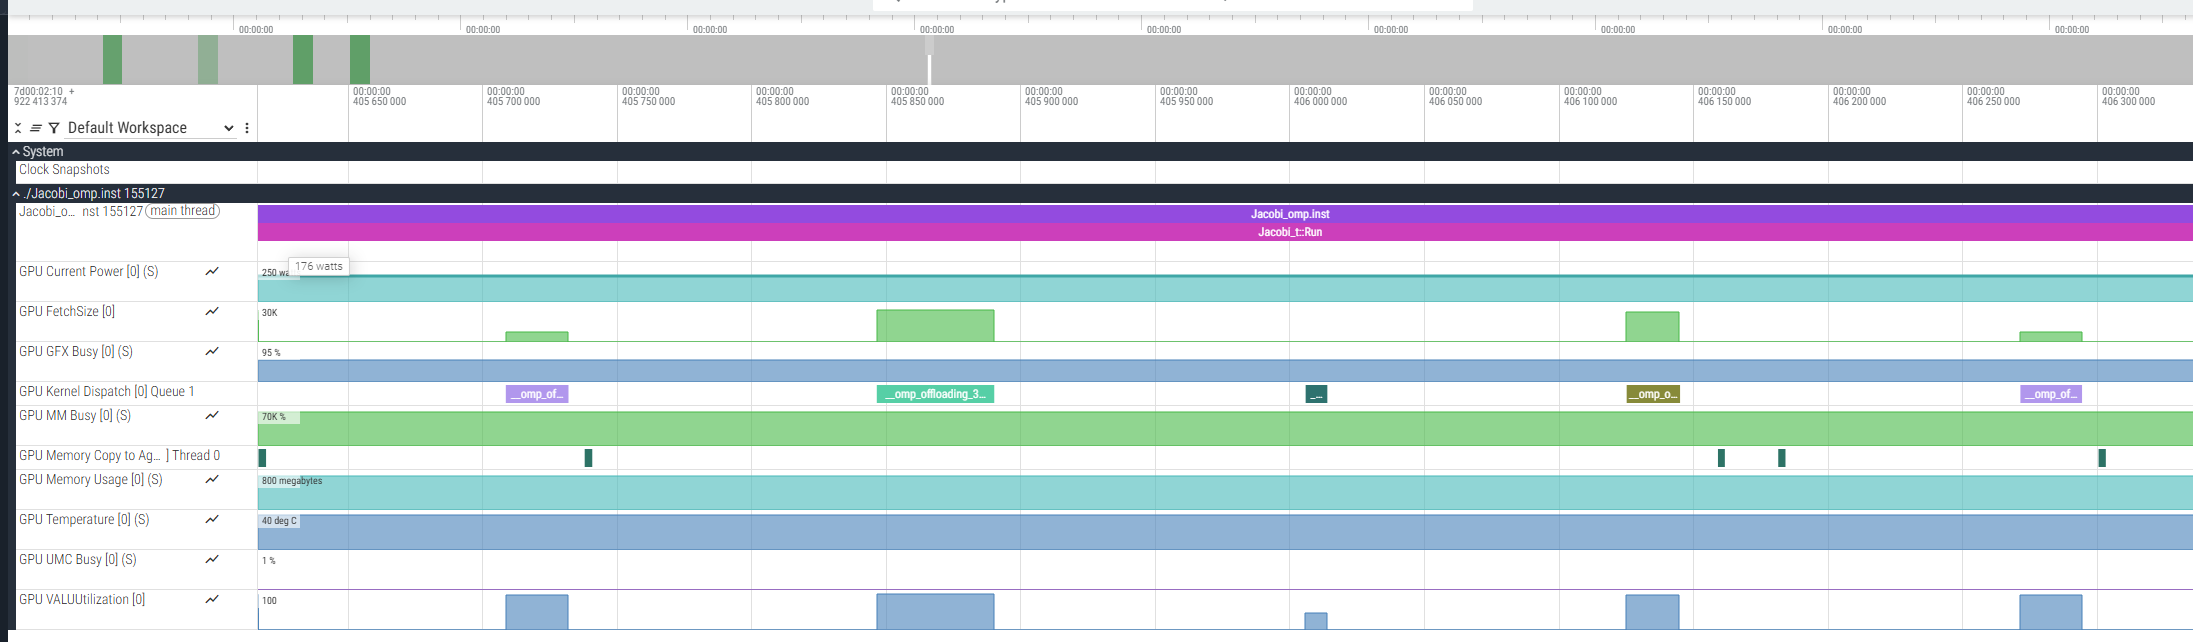 00:00:00 00:00:00 00:00:00 00:00:00 00:00:00 00:00:00 00:00:00 00:00:00 00:00:00
7d00:02:10 + 00:00:00 00:00:00 00:00:00 00:00:00 00:00:00 00:00:00 00:00:00 00:00:00 00:00:00 00:00:00 00:00:00 00:00:00 00:00:00 00:00:00
922 413 374 405 650 000 405 700 000 405 750 000 405 800 000 405 850 000 405 900 000 405 950 000 406 000 000 406 050 000 406 100 000 406 150 000 406 200 000 406 250 000 406 300 000
Default Workspace
System
Clock Snapshots
./Jacobi_omp.inst 155127
Jacobi_o... nst 155127 main thread Jacobi_omp.inst
Jacobi_t::Run
176 watts
GPU Current Power [0] (S) 250 wa
GPU FetchSize [0] 30K
GPU GFX Busy [0] (S) 95 %
GPU Kernel Dispatch [0] Queue 1 __omp_of... __omp_offloading_3... _... __omp_o... __omp_of...
GPU MM Busy [0] (S) 70K %
GPU Memory Copy to Ag... ] Thread 0
GPU Memory Usage [0] (S) 800 megabytes
GPU Temperature [0] (S) 40 deg C
GPU UMC Busy [0] (S) 1 %
GPU VALUUtilization [0] 100